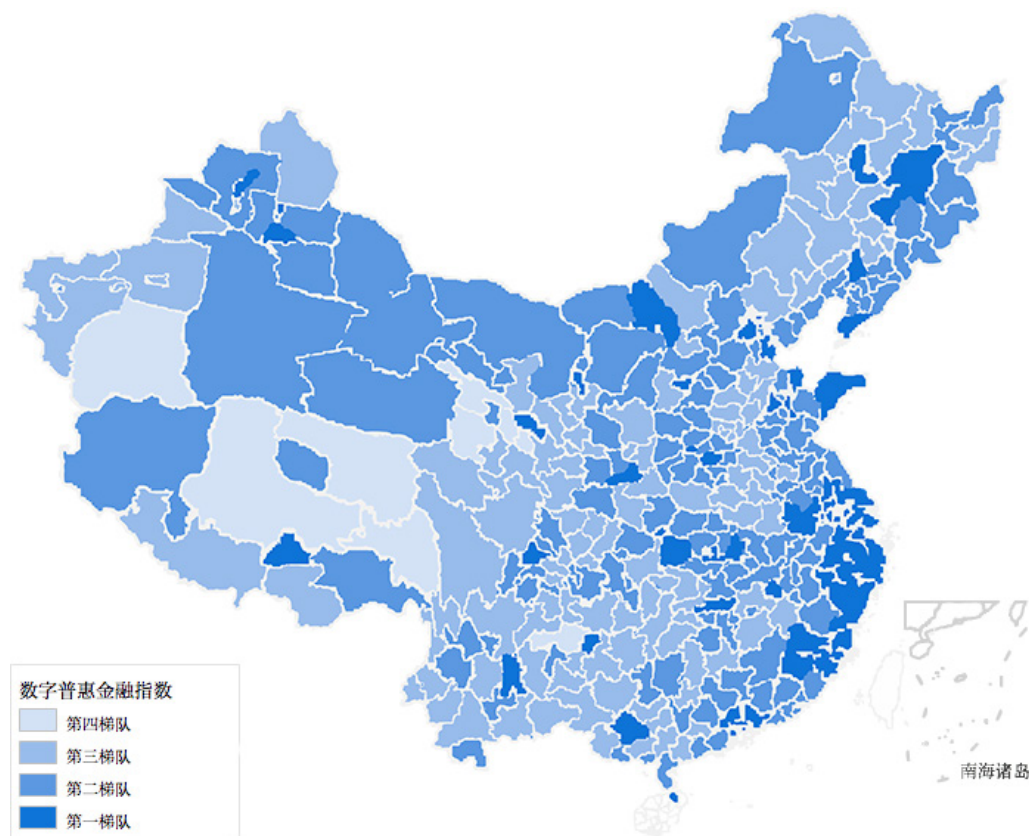 数字普惠金融指数
第四梯队
第三梯队
第二梯队
第一梯队
南海诸岛